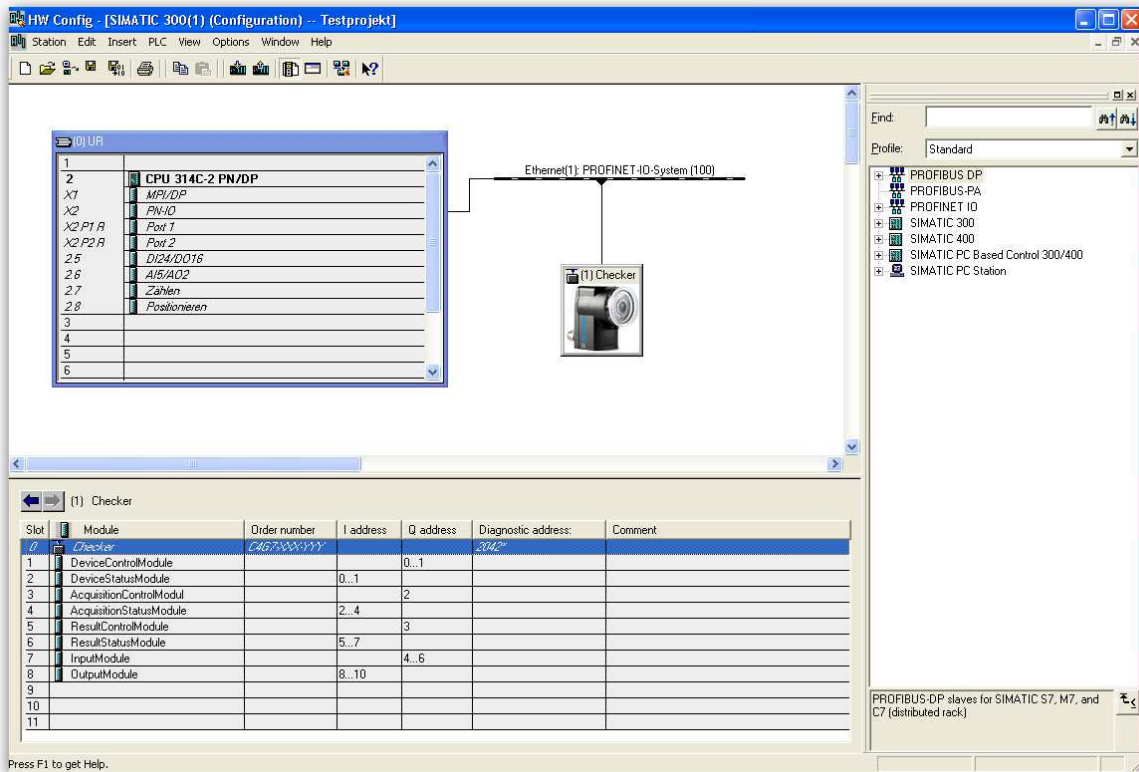 HW Config - [SIMATIC 300(1) (Configuration) -- Testprojekt]
Station Edit Insert PLC View Options Window Help
(0) UR
1
2 CPU 314C-2 PN/DP
X1 MPI/DP
X2 PN-IO
X2 P1 R Port 1
X2 P2 R Port 2
2.5 DI24/DO16
2.6 AI5/AO2
2.7 Zählen
2.8 Positionieren
3
4
5
6
Ethernet(1): PROFINET-IO-System (100)
(1) Checker
Find:
Profile: Standard
PROFIBUS DP
PROFIBUS-PA
PROFINET IO
SIMATIC 300
SIMATIC 400
SIMATIC PC Based Control 300/400
SIMATIC PC Station
(1) Checker
Slot Module Order number I address Q address Diagnostic address: Comment
0 Checker C4G7-XXX-YYY 2042*
1 DeviceControlModule 0...1
2 DeviceStatusModule 0...1
3 AcquisitionControlModul 2
4 AcquisitionStatusModule 2...4
5 ResultControlModule 3
6 ResultStatusModule 5...7
7 InputModule 4...6
8 OutputModule 8...10
9
10
11
PROFIBUS-DP slaves for SIMATIC S7, M7, and
C7 (distributed rack)
Press F1 to get Help.